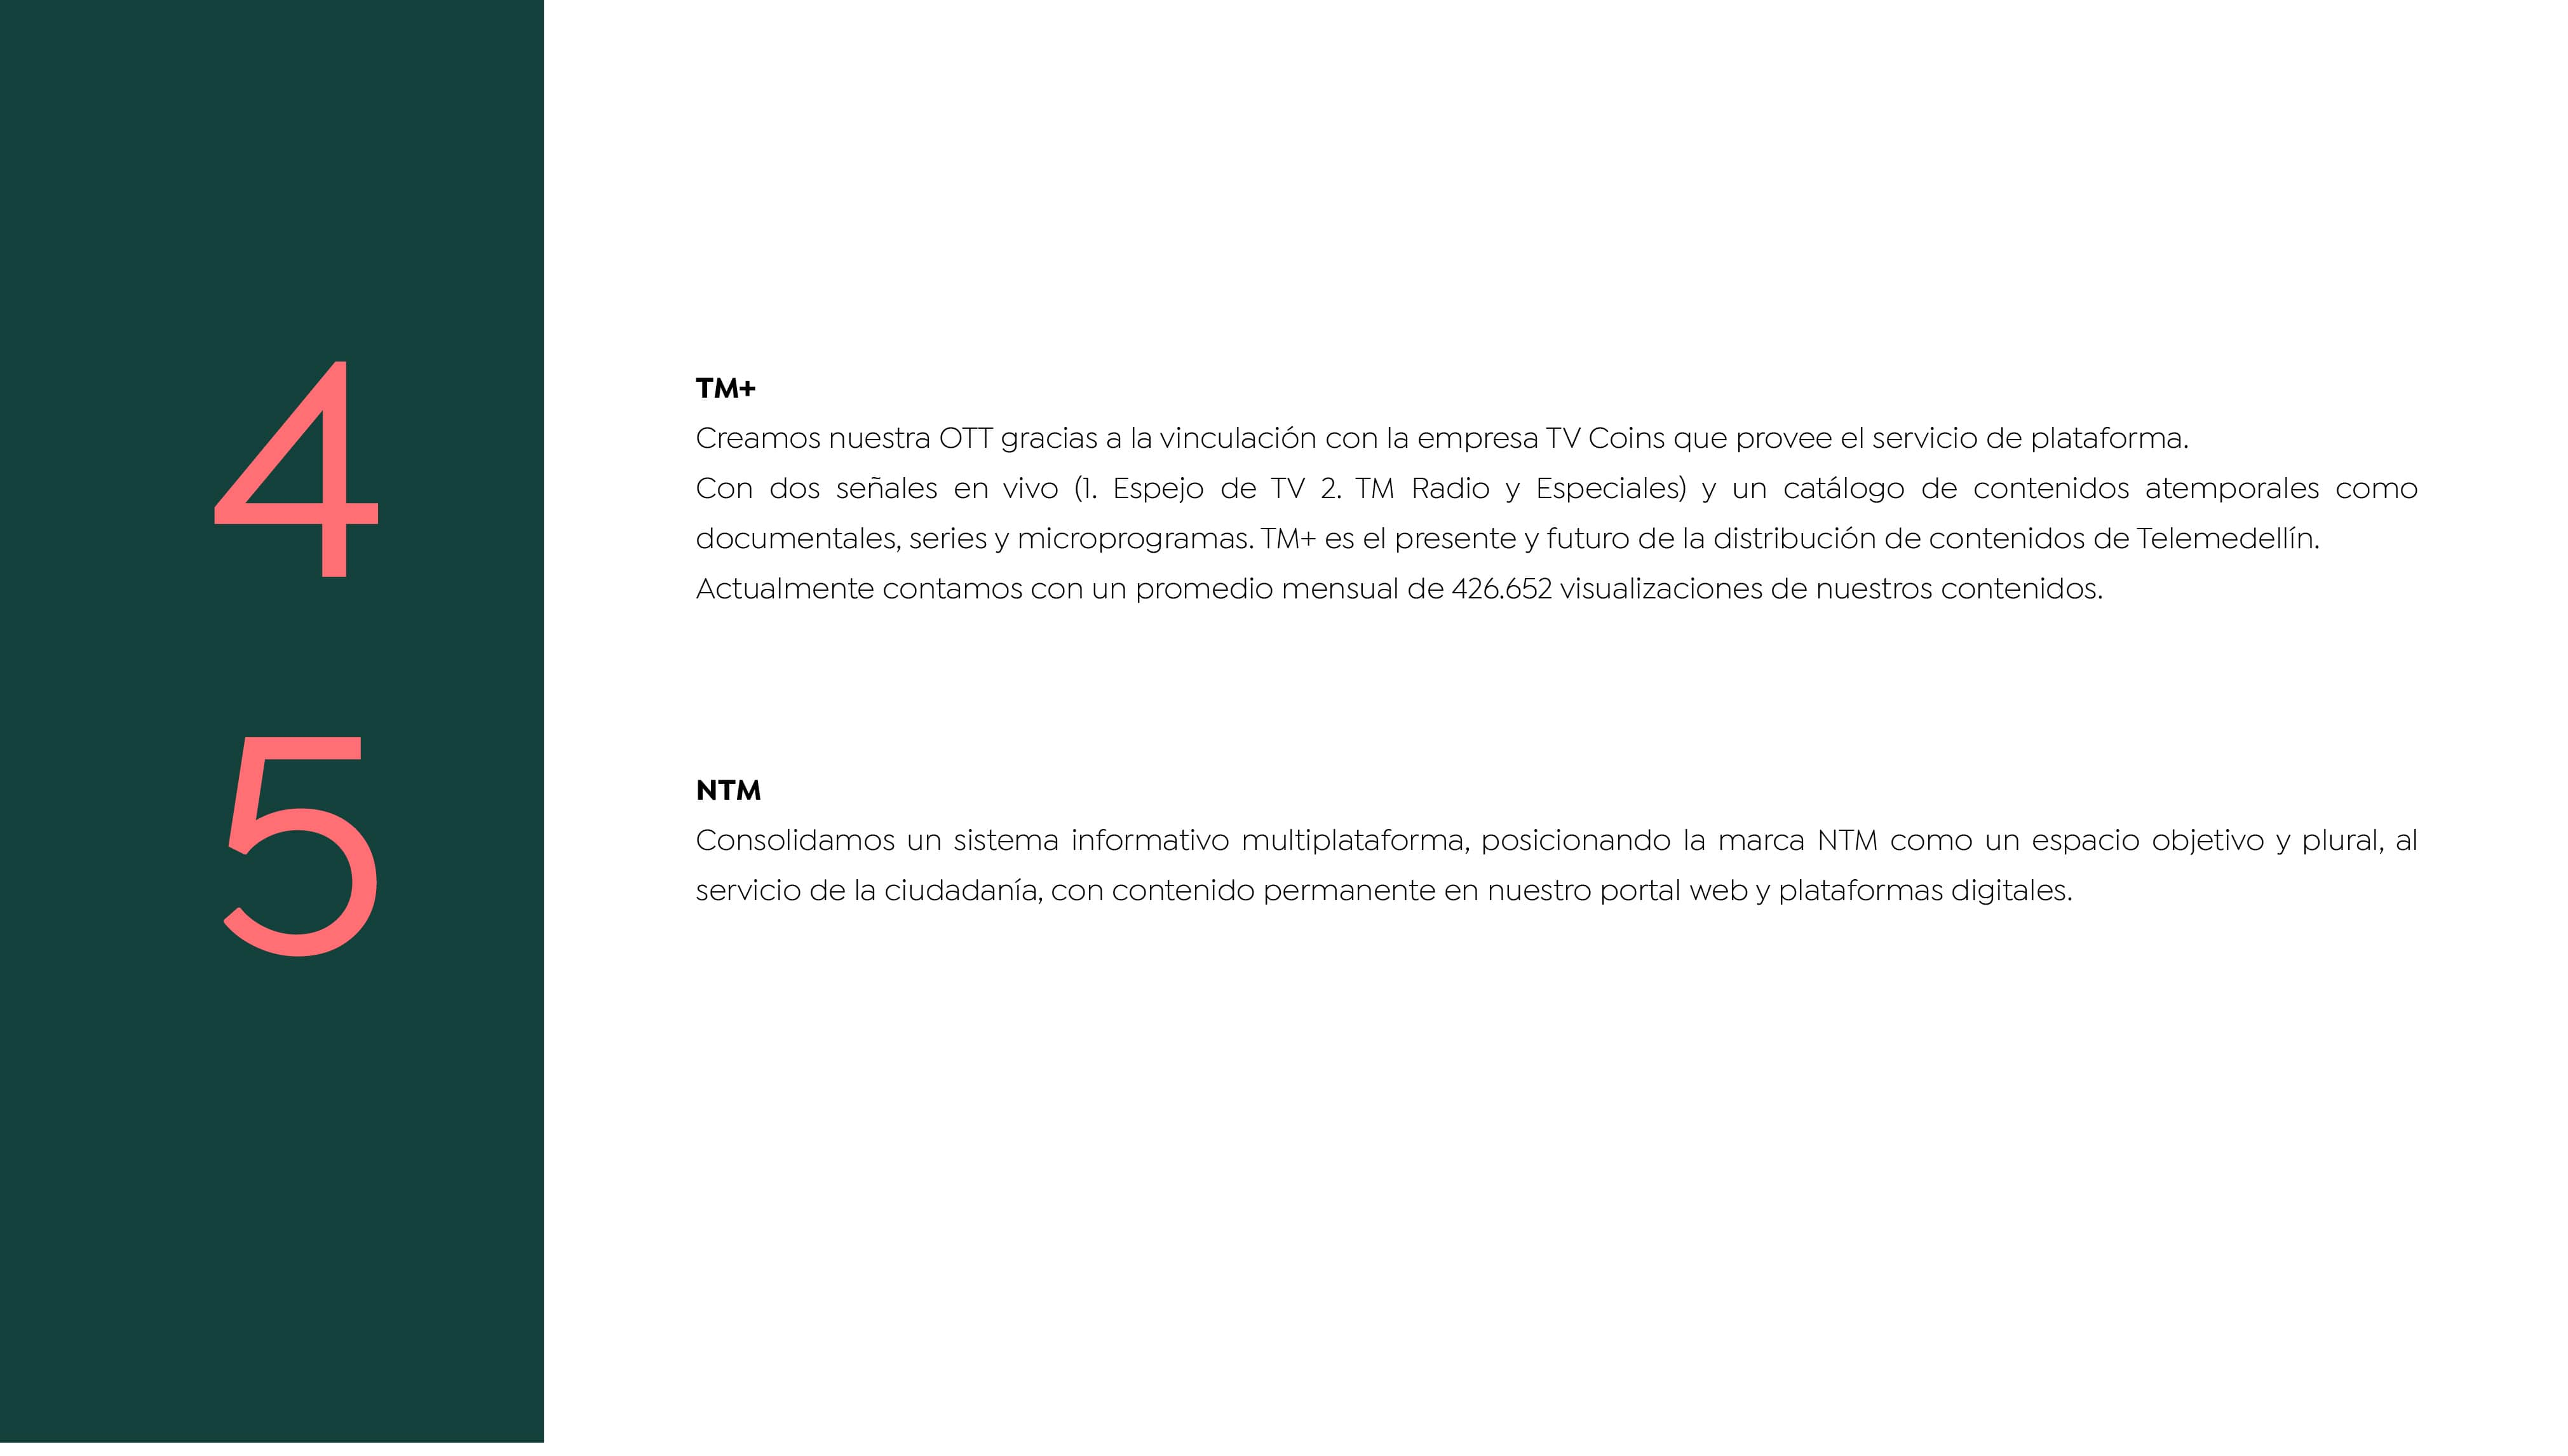 4
TM+
Creamos nuestra OTT gracias a la vinculación con la empresa TV Coins que provee el servicio de plataforma.
Con dos señales en vivo (1. Espejo de TV 2. TM Radio y Especiales) y un catálogo de contenidos atemporales como
documentales, series y microprogramas. TM+ es el presente y futuro de la distribución de contenidos de Telemedellín.
Actualmente contamos con un promedio mensual de 426.652 visualizaciones de nuestros contenidos.
5
NTM
Consolidamos un sistema informativo multiplataforma, posicionando la marca NTM como un espacio objetivo y plural, al
servicio de la ciudadanía, con contenido permanente en nuestro portal web y plataformas digitales.